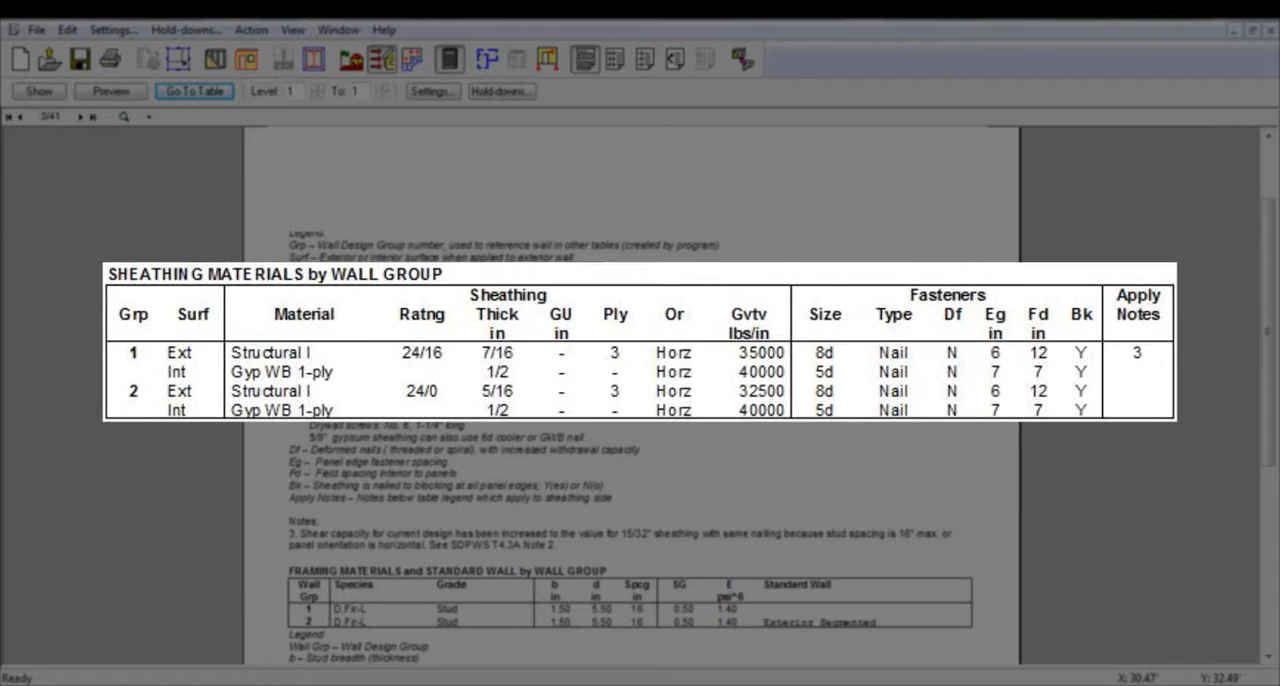 File Edit Settings... Hold-downs... Action View Window Help
Show Preview Go To Table Level: 1 To: 1 Settings... Hold-downs...
3/41
Legend:
Grp – Wall Design Group number, used to reference wall in other tables (created by program)
Surf – Exterior or interior surface when applied to exterior wall
SHEATHING MATERIALS by WALL GROUP
Sheathing Fasteners Apply
Grp Surf Material Ratng Thick GU Ply Or Gvtv Size Type Df Eg Fd Bk Notes
in in lbs/in in in
1 Ext Structural I 24/16 7/16 - 3 Horz 35000 8d Nail N 6 12 Y 3
Int Gyp WB 1-ply 1/2 - - Horz 40000 5d Nail N 7 7 Y
2 Ext Structural I 24/0 5/16 - 3 Horz 32500 8d Nail N 6 12 Y
Int Gyp WB 1-ply 1/2 - - Horz 40000 5d Nail N 7 7 Y
Drywall screws: No. 6, 1-1/4" long.
5/8" gypsum sheathing can also use 6d cooler or GWB nail
Df – Deformed nails ( threaded or spiral), with increased withdrawal capacity
Eg – Panel edge fastener spacing
Fd – Field spacing interior to panels
Bk – Sheathing is nailed to blocking at all panel edges; Y(es) or N(o)
Apply Notes – Notes below table legend which apply to sheathing side
Notes:
3. Shear capacity for current design has been increased to the value for 15/32" sheathing with same nailing because stud spacing is 16" max. or
panel orientation is horizontal. See SDPWS T4.3A Note 2.
FRAMING MATERIALS and STANDARD WALL by WALL GROUP
Wall Species Grade b d Spcg SG E Standard Wall
Grp in in in psi^6
1 D.Fir-L Stud 1.50 5.50 16 0.50 1.40
2 D.Fir-L Stud 1.50 5.50 16 0.50 1.40 Exterior Segmented
Legend:
Wall Grp – Wall Design Group
b – Stud breadth (thickness)
Ready X: 30.47' Y: 32.49'